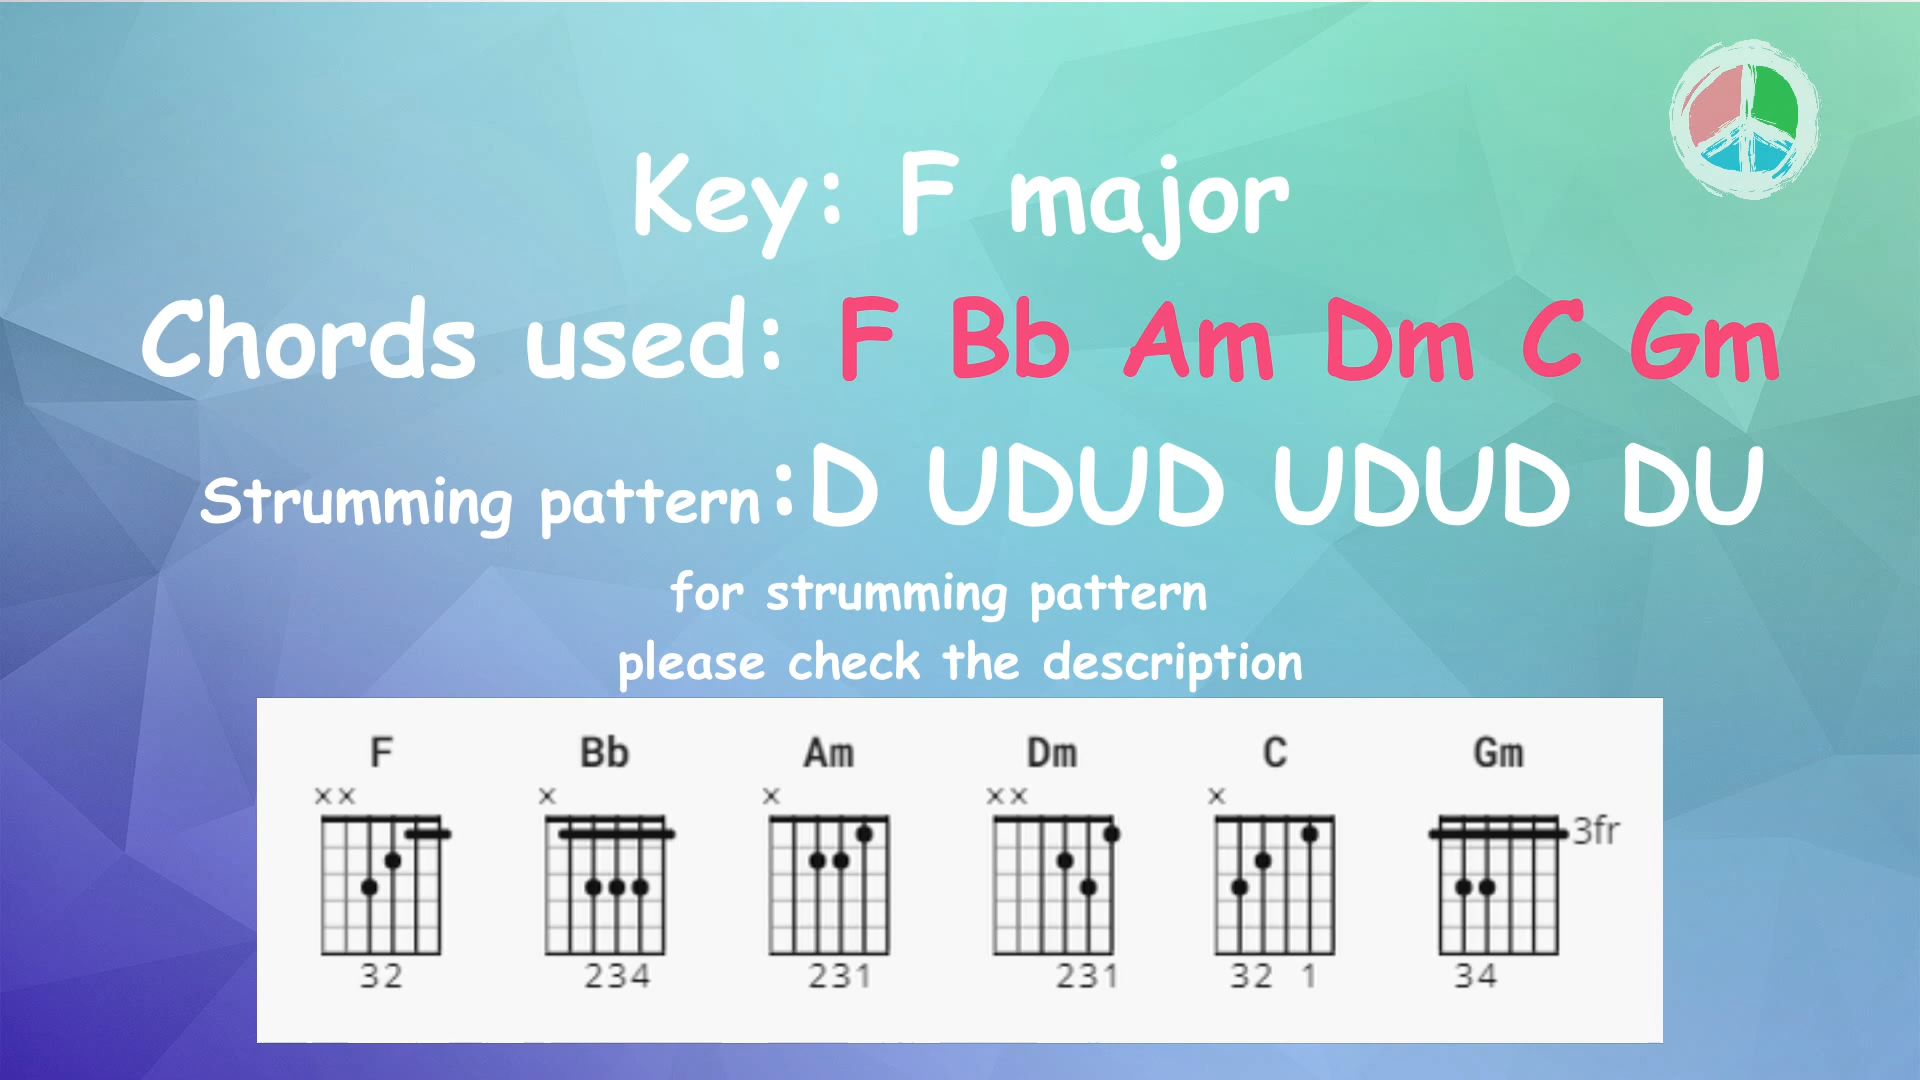 Key: F major
Chords used: F Bb Am Dm C Gm
Strumming pattern:D UDUD UDUD DU
for strumming pattern
please check the description
F Bb Am Dm C Gm
×× × × ×× ×
3fr
32 234 231 231 32 1 34